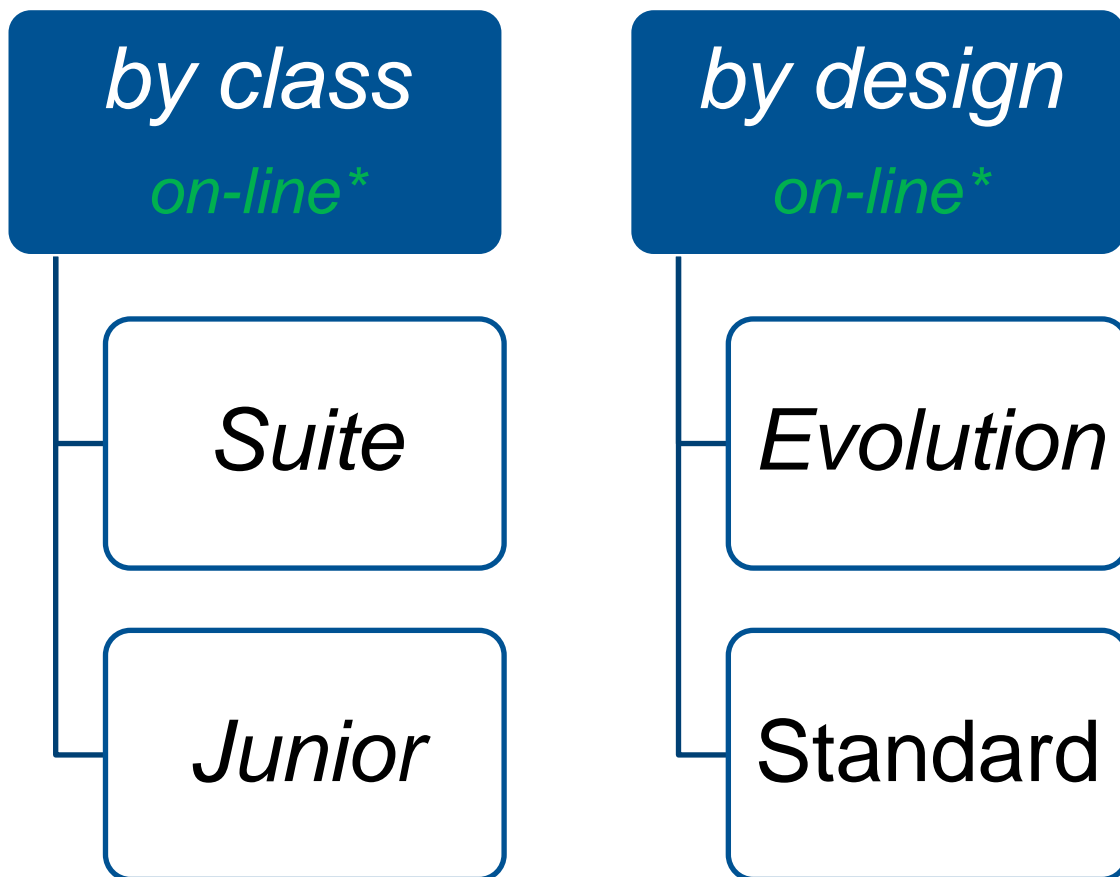 by class
on-line*
Suite
Junior
by design
on-line*
Evolution
Standard